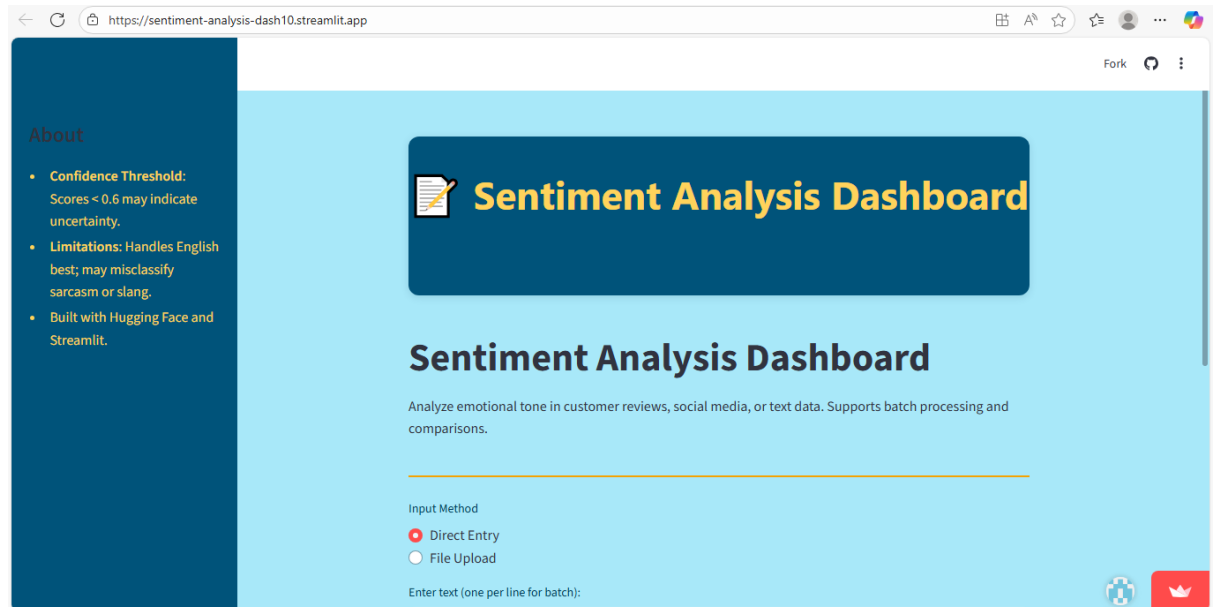 https://sentiment-analysis-dash10.streamlit.app
Fork
About
• Confidence Threshold:
Scores < 0.6 may indicate
uncertainty.
• Limitations: Handles English
best; may misclassify
sarcasm or slang.
• Built with Hugging Face and
Streamlit.
Sentiment Analysis Dashboard
Sentiment Analysis Dashboard
Analyze emotional tone in customer reviews, social media, or text data. Supports batch processing and
comparisons.
Input Method
Direct Entry
File Upload
Enter text (one per line for batch):